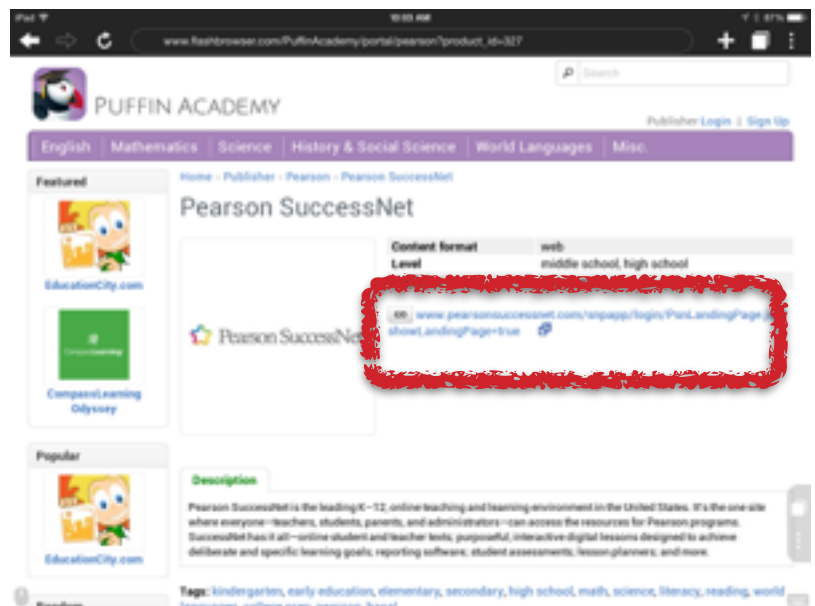 iPad
10:03 AM
87%
www.flashbrowser.com/PuffinAcademy/portal/pearson?product_id=327
Search
PUFFIN ACADEMY
Publisher Login | Sign Up
English Mathematics Science History & Social Science World Languages Misc.
Featured
EducationCity.com
CompassLearning
CompassLearning
Odyssey
Popular
EducationCity.com
Random
Home - Publisher - Pearson - Pearson SuccessNet
Pearson SuccessNet
Pearson SuccessNet
Content format web
Level middle school, high school
GO www.pearsonsuccessnet.com/snpapp/login/PsnLandingPage
showLandingPage=true
Description
Pearson SuccessNet is the leading K–12, online teaching and learning environment in the United States. It's the one site
where everyone—teachers, students, parents, and administrators—can access the resources for Pearson programs.
SuccessNet has it all—online student and teacher texts, purposeful, interactive digital lessons designed to achieve
deliberate and specific learning goals; reporting software; student assessments; lesson planners, and more.
Tags: kindergarten, early education, elementary, secondary, high school, math, science, literacy, reading, world
languages, college prep, pearson,